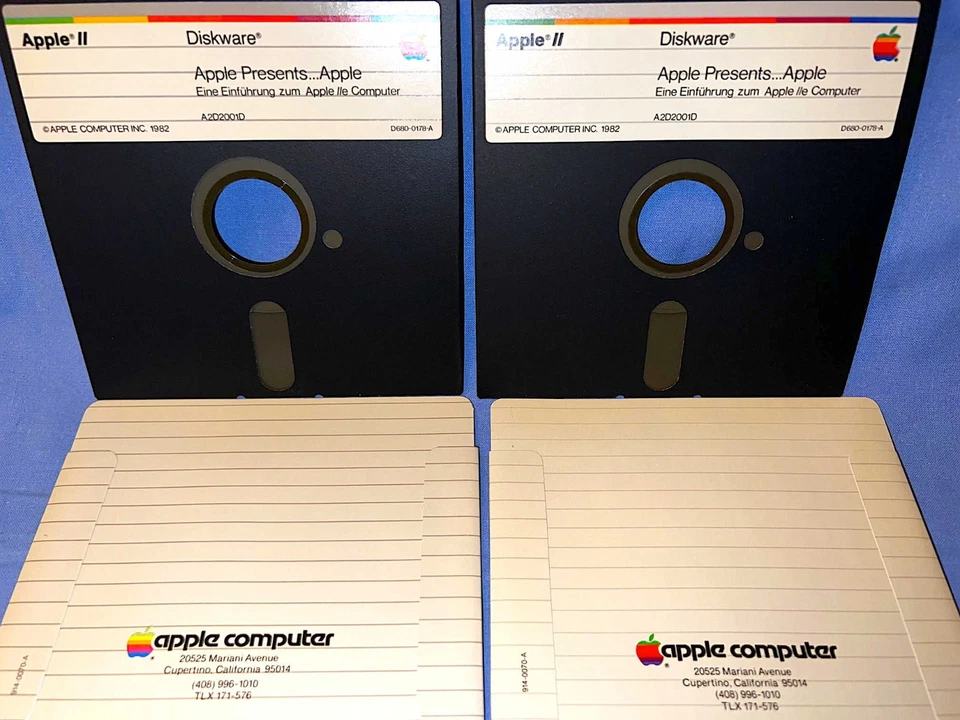 Apple® II Diskware®
Apple Presents...Apple
Eine Einführung zum Apple //e Computer
A2D2001D
© APPLE COMPUTER INC. 1982 D680-0178-A
Apple® // Diskware®
Apple Presents...Apple
Eine Einführung zum Apple //e Computer
A2D2001D
© APPLE COMPUTER INC. 1982 D680-0178-A
apple computer
20525 Mariani Avenue
Cupertino, California 95014
(408) 996-1010
TLX 171-576
914-0070-A
apple computer
20525 Mariani Avenue
Cupertino, California 95014
(408) 996-1010
TLX 171-576
914-0070-A